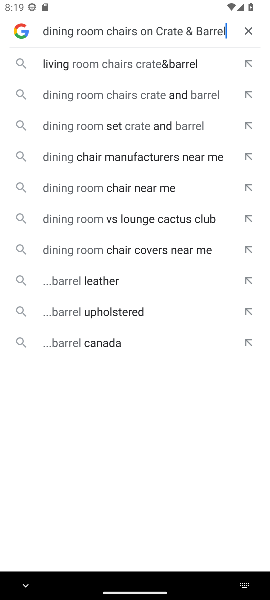 8:19
dining room chairs on Crate & Barrel
living room chairs crate&barrel
dining room chairs crate and barrel
dining room set crate and barrel
dining chair manufacturers near me
dining room chair near me
dining room vs lounge cactus club
dining room chair covers near me
...barrel leather
...barrel upholstered
...barrel canada